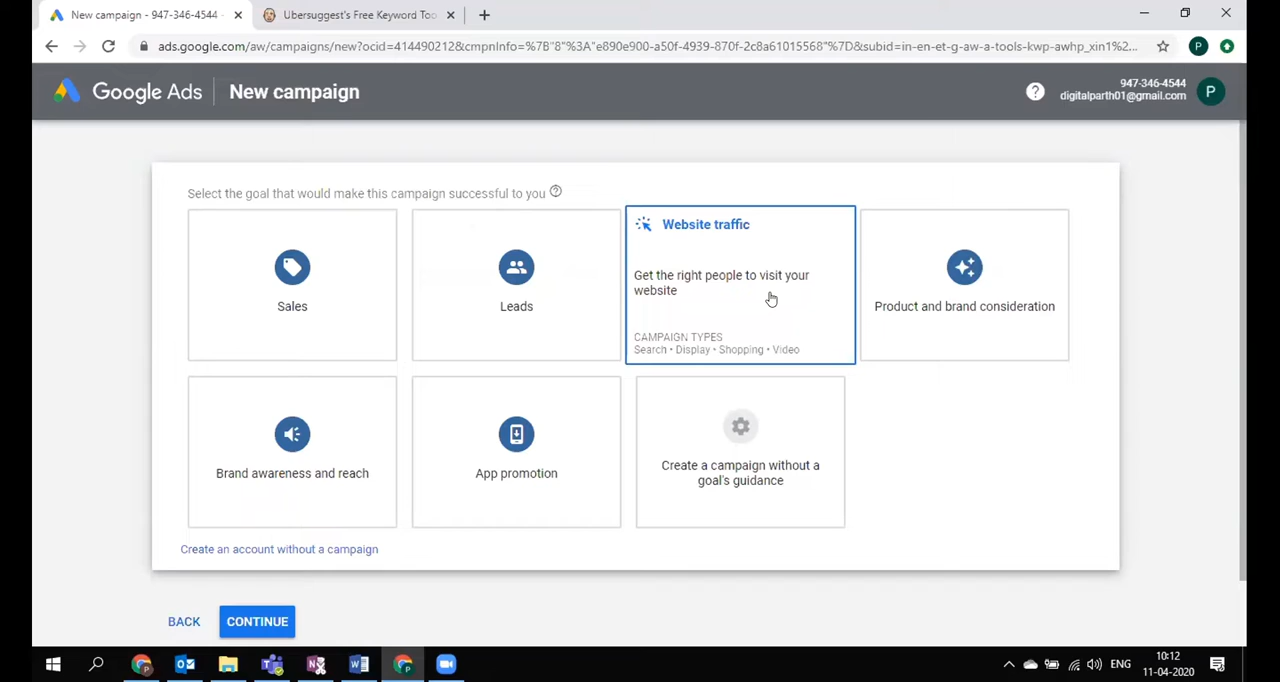 New campaign - 947-346-4544
Ubersuggest's Free Keyword Too
ads.google.com/aw/campaigns/new?ocid=414490212&cmpnInfo=%7B"8"%3A"e890e900-a50f-4939-870f-2c8a61015568"%7D&subid=in-en-et-g-aw-a-tools-kwp-awhp_xin1%2...
P
Google Ads
New campaign
?
947-346-4544
digitalparth01@gmail.com
P
Select the goal that would make this campaign successful to you
Sales
Leads
Website traffic
Get the right people to visit your
website
CAMPAIGN TYPES
Search • Display • Shopping • Video
Product and brand consideration
Brand awareness and reach
App promotion
Create a campaign without a
goal's guidance
Create an account without a campaign
BACK
CONTINUE
ENG
10:12
11-04-2020